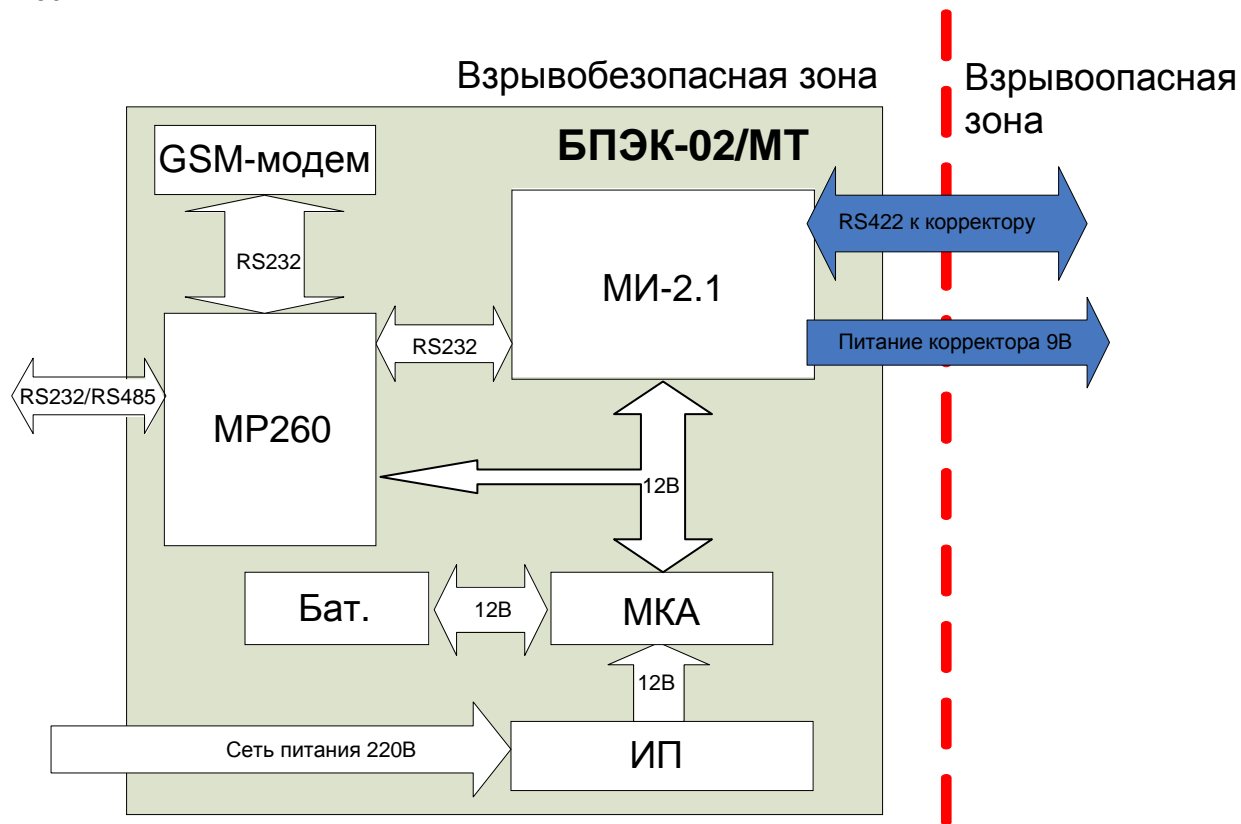 Взрывобезопасная зона
Взрывоопасная
зона
БПЭК-02/МТ
GSM-модем
RS422 к корректору
RS232
МИ-2.1
Питание корректора 9В
RS232
RS232/RS485
МР260
12В
Бат.
12В
МКА
12В
Сеть питания 220В
ИП